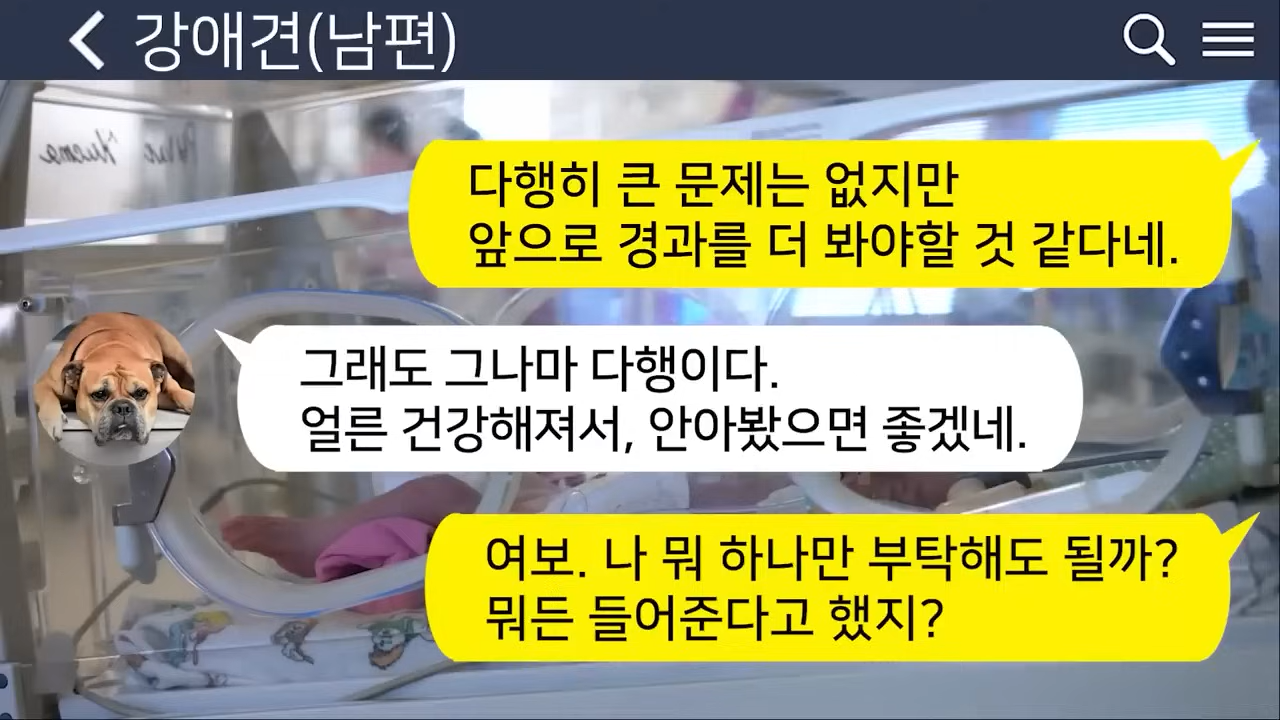 강애견(남편)
다행히 큰 문제는 없지만
앞으로 경과를 더 봐야할 것 같다네.
그래도 그나마 다행이다.
얼른 건강해져서, 안아봤으면 좋겠네.
여보. 나 뭐 하나만 부탁해도 될까?
뭐든 들어준다고 했지?